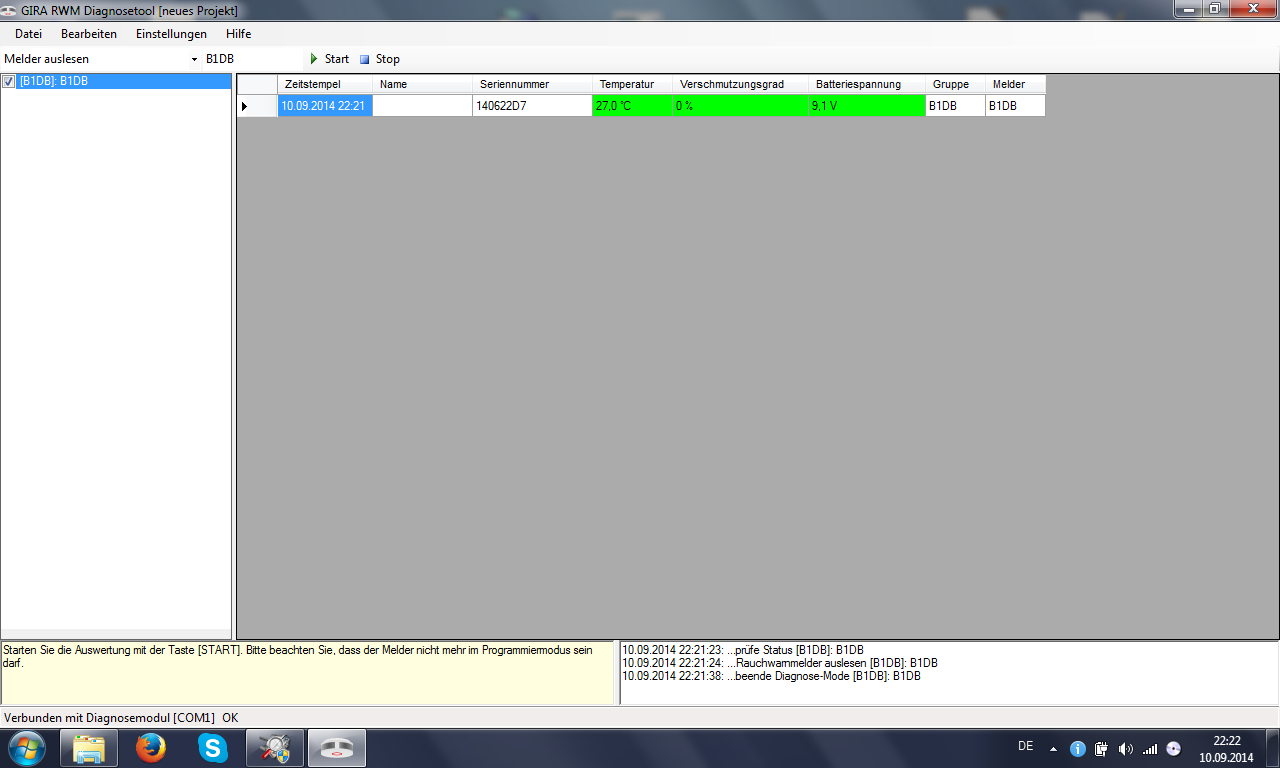 GIRA RWM Diagnosetool [neues Projekt]
Datei Bearbeiten Einstellungen Hilfe
Melder auslesen B1DB Start Stop
[B1DB]: B1DB
Zeitstempel Name Seriennummer Temperatur Verschmutzungsgrad Batteriespannung Gruppe Melder
10.09.2014 22:21 140622D7 27,0 °C 0 % 9,1 V B1DB B1DB
Starten Sie die Auswertung mit der Taste [START]. Bitte beachten Sie, dass der Melder nicht mehr im Programmiermodus sein
darf.
10.09.2014 22:21:23: ...prüfe Status [B1DB]: B1DB
10.09.2014 22:21:24: ...Rauchwarnmelder auslesen [B1DB]: B1DB
10.09.2014 22:21:38: ...beende Diagnose-Mode [B1DB]: B1DB
Verbunden mit Diagnosemodul [COM1] OK
DE
22:22
10.09.2014